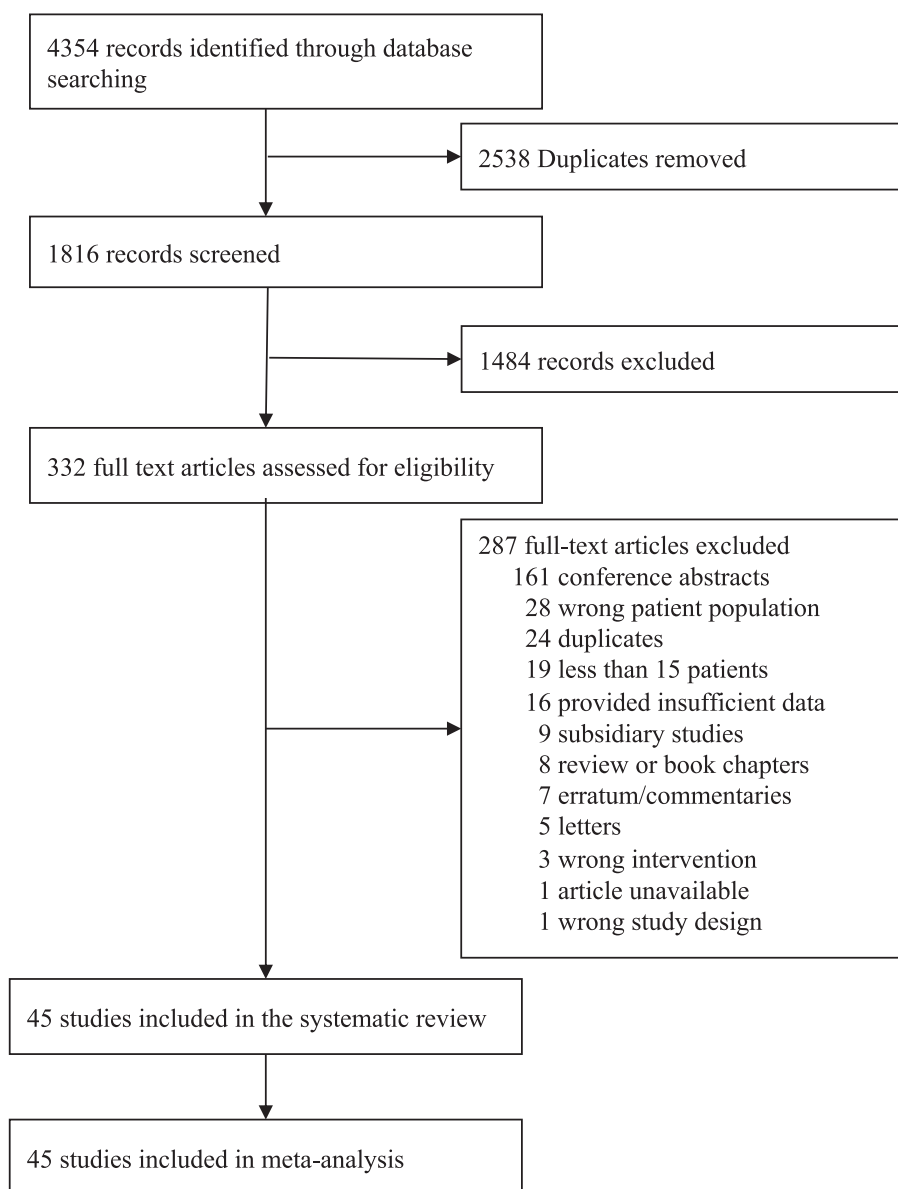 4354 records identified through database
searching
2538 Duplicates removed
1816 records screened
1484 records excluded
332 full text articles assessed for eligibility
287 full-text articles excluded
161 conference abstracts
28 wrong patient population
24 duplicates
19 less than 15 patients
16 provided insufficient data
9 subsidiary studies
8 review or book chapters
7 erratum/commentaries
5 letters
3 wrong intervention
1 article unavailable
1 wrong study design
45 studies included in the systematic review
45 studies included in meta-analysis